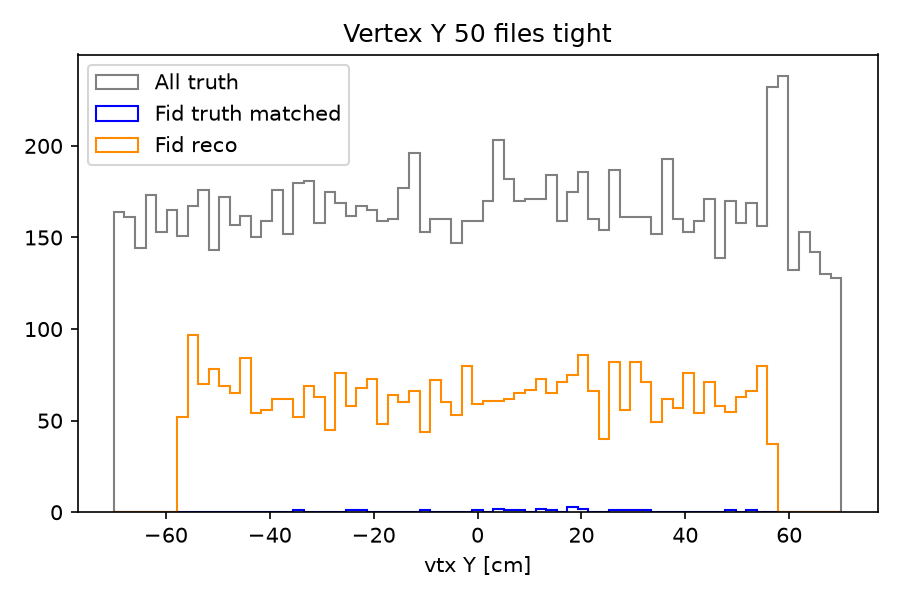 Vertex Y 50 files tight
All truth
Fid truth matched
Fid reco
200
150
100
50
0
−60 −40 −20 0 20 40 60
vtx Y [cm]